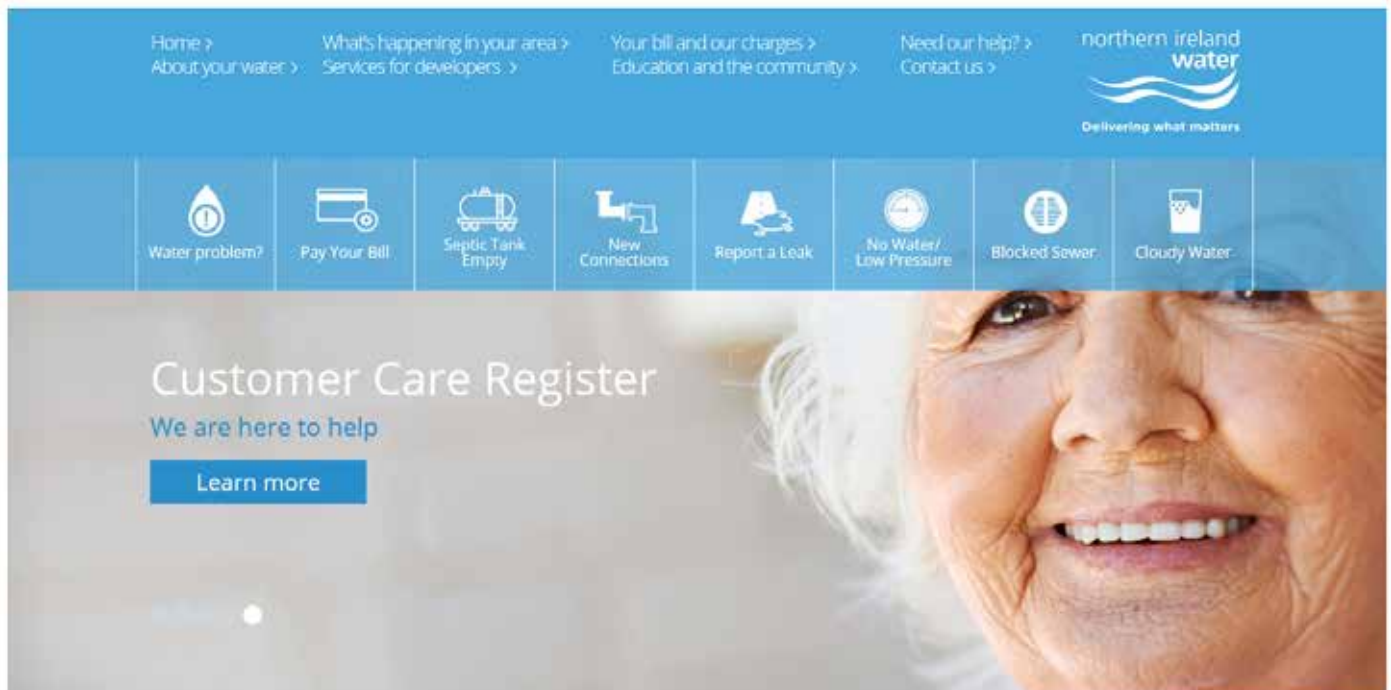 Home >
About your water >
What's happening in your area >
Services for developers >
Your bill and our charges >
Education and the community >
Need our help? >
Contact us >
northern ireland
water
Delivering what matters
Water problem?
Pay Your Bill
Septic Tank
Empty
New
Connections
Report a Leak
No Water/
Low Pressure
Blocked Sewer
Cloudy Water
Customer Care Register
We are here to help
Learn more